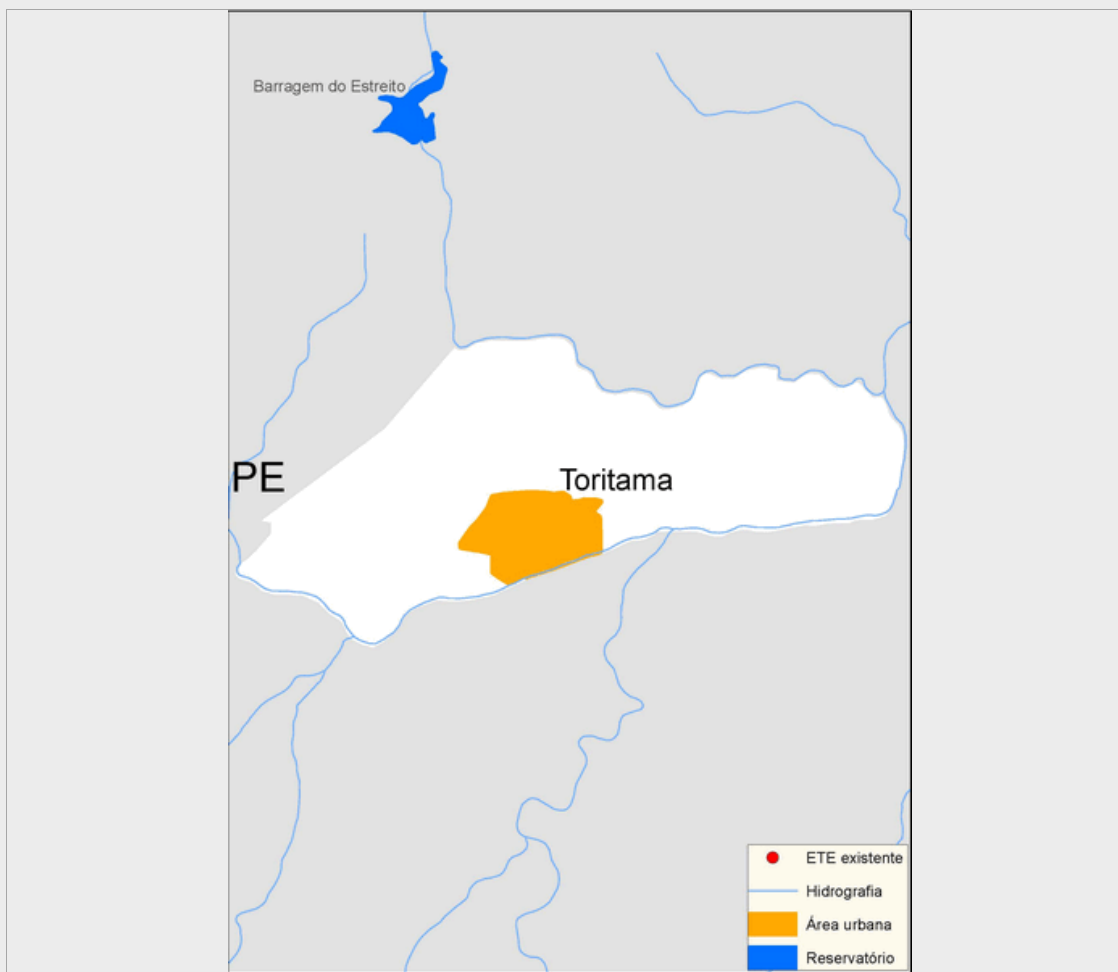 Barragem do Estreito
PE
Toritama
ETE existente
Hidrografia
Área urbana
Reservatório